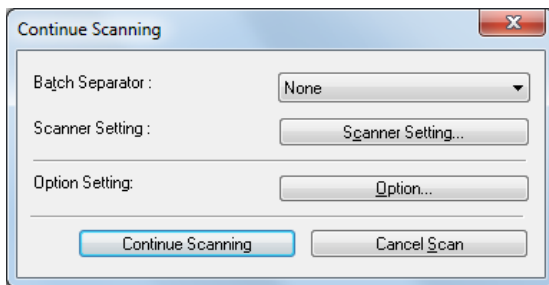 Continue Scanning
Batch Separator :
None
Scanner Setting :
Scanner Setting...
Option Setting:
Option...
Continue Scanning
Cancel Scan